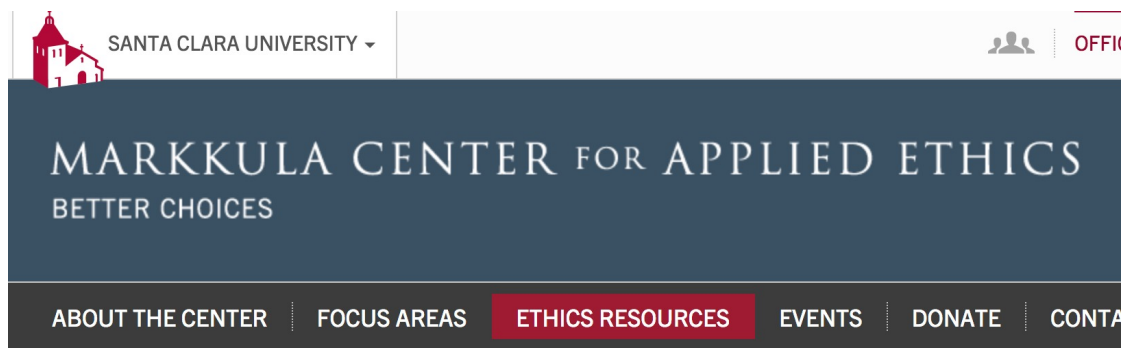 SANTA CLARA UNIVERSITY
MARKKULA CENTER FOR APPLIED ETHICS
BETTER CHOICES
ABOUT THE CENTER FOCUS AREAS ETHICS RESOURCES EVENTS DONATE